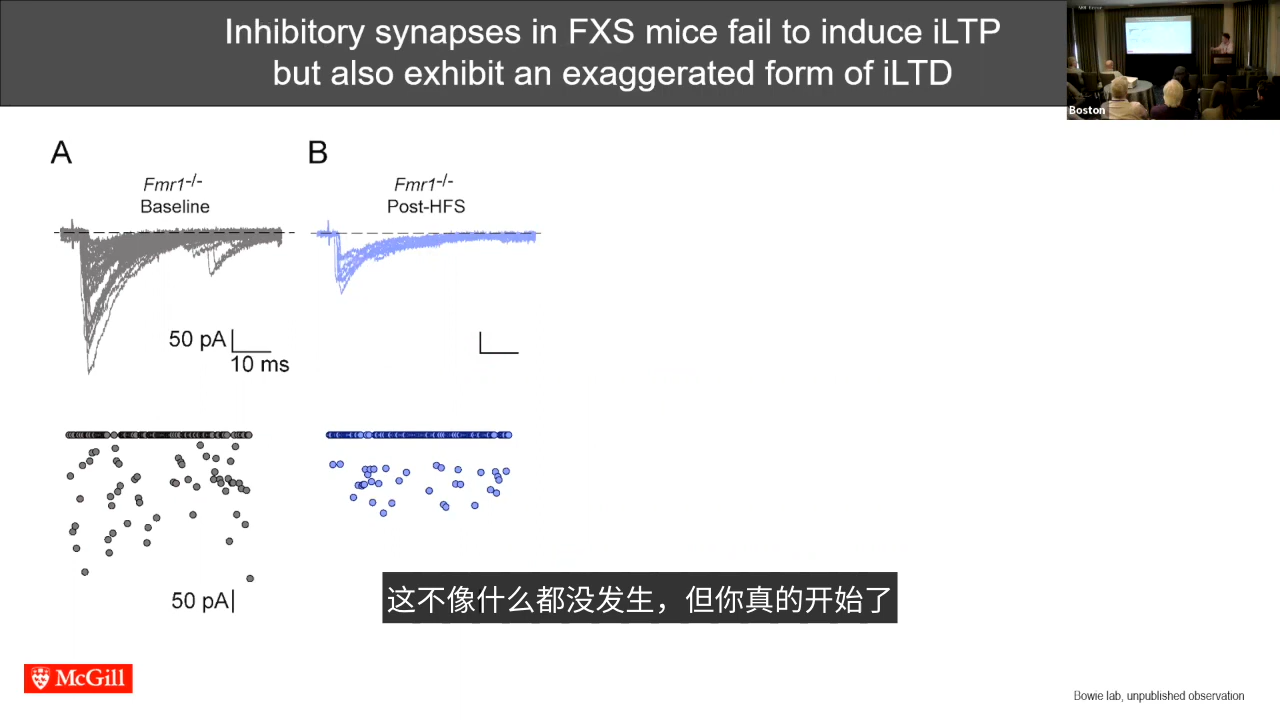 Inhibitory synapses in FXS mice fail to induce iLTP
but also exhibit an exaggerated form of iLTD
Boston
A
B
Fmr1-/-
Baseline
Fmr1-/-
Post-HFS
50 pA
10 ms
50 pA
这不像什么都没发生，但你真的开始了
McGill
Bowie lab, unpublished observation